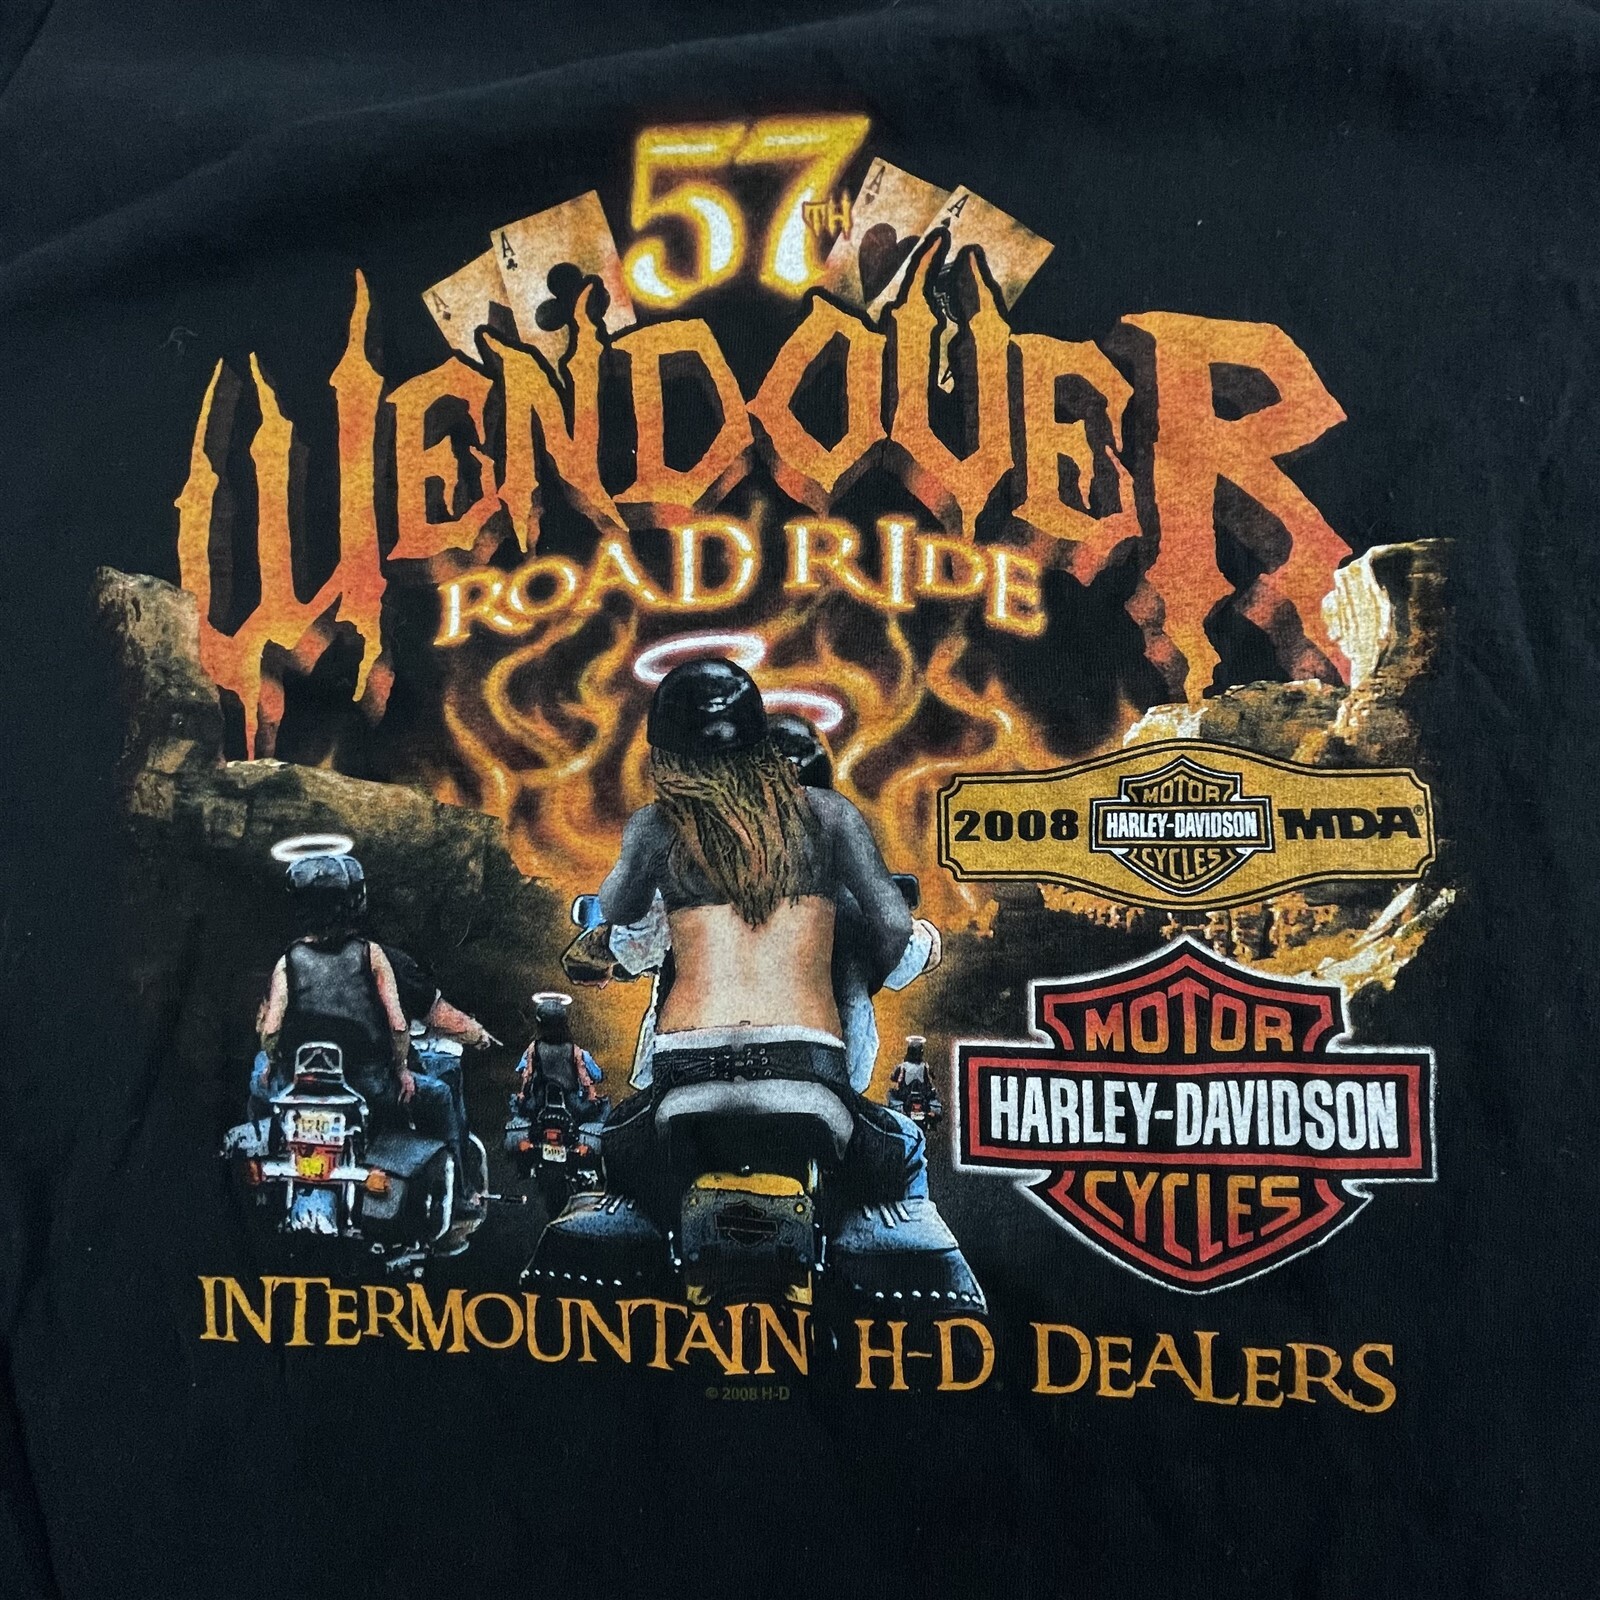 57TH
A
A
A
A
WENDOVER
ROAD RIDE
2008 MOTOR HARLEY-DAVIDSON CYCLES MDA®
MOTOR
HARLEY-DAVIDSON
CYCLES
INTERMOUNTAIN H-D DEALERS
© 2008 H-D